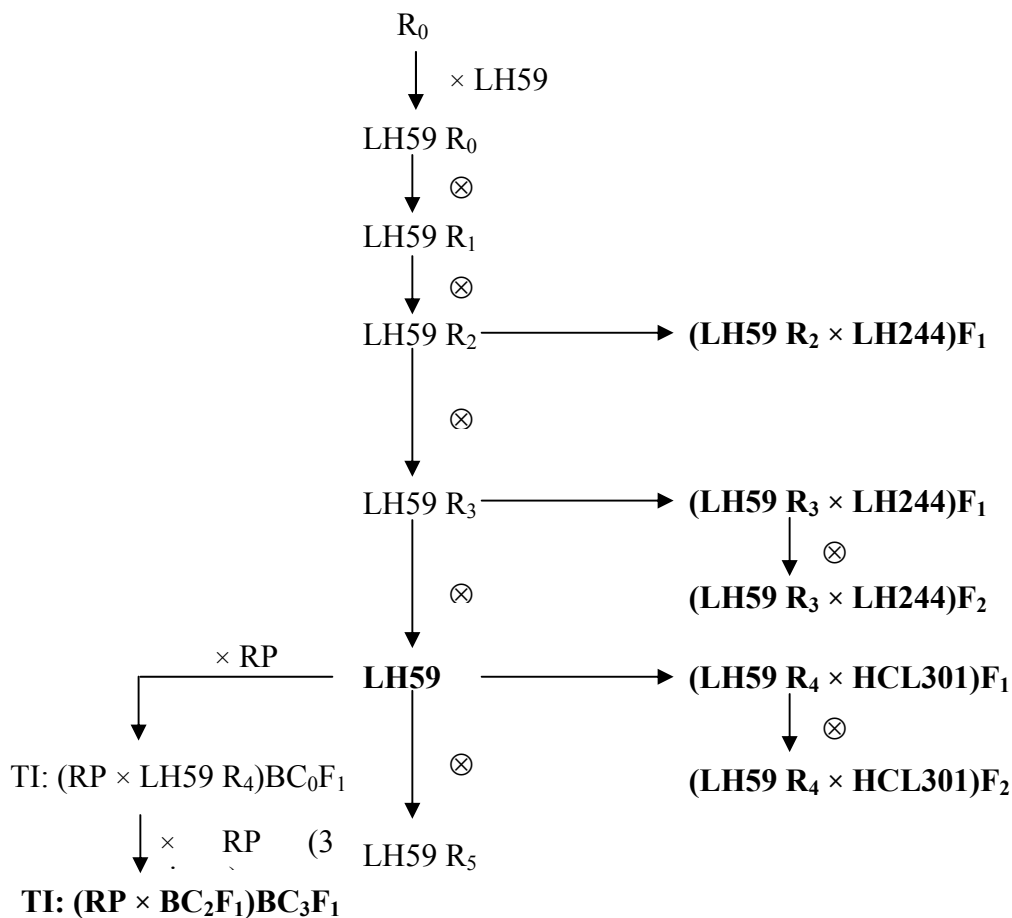 R₀
× LH59
LH59 R₀
⊗
LH59 R₁
⊗
LH59 R₂
(LH59 R₂ × LH244)F₁
⊗
LH59 R₃
(LH59 R₃ × LH244)F₁
⊗
⊗
(LH59 R₃ × LH244)F₂
× RP
LH59
(LH59 R₄ × HCL301)F₁
⊗
⊗
TI: (RP × LH59 R₄)BC₀F₁
(LH59 R₄ × HCL301)F₂
× RP (3
LH59 R₅
TI: (RP × BC₂F₁)BC₃F₁